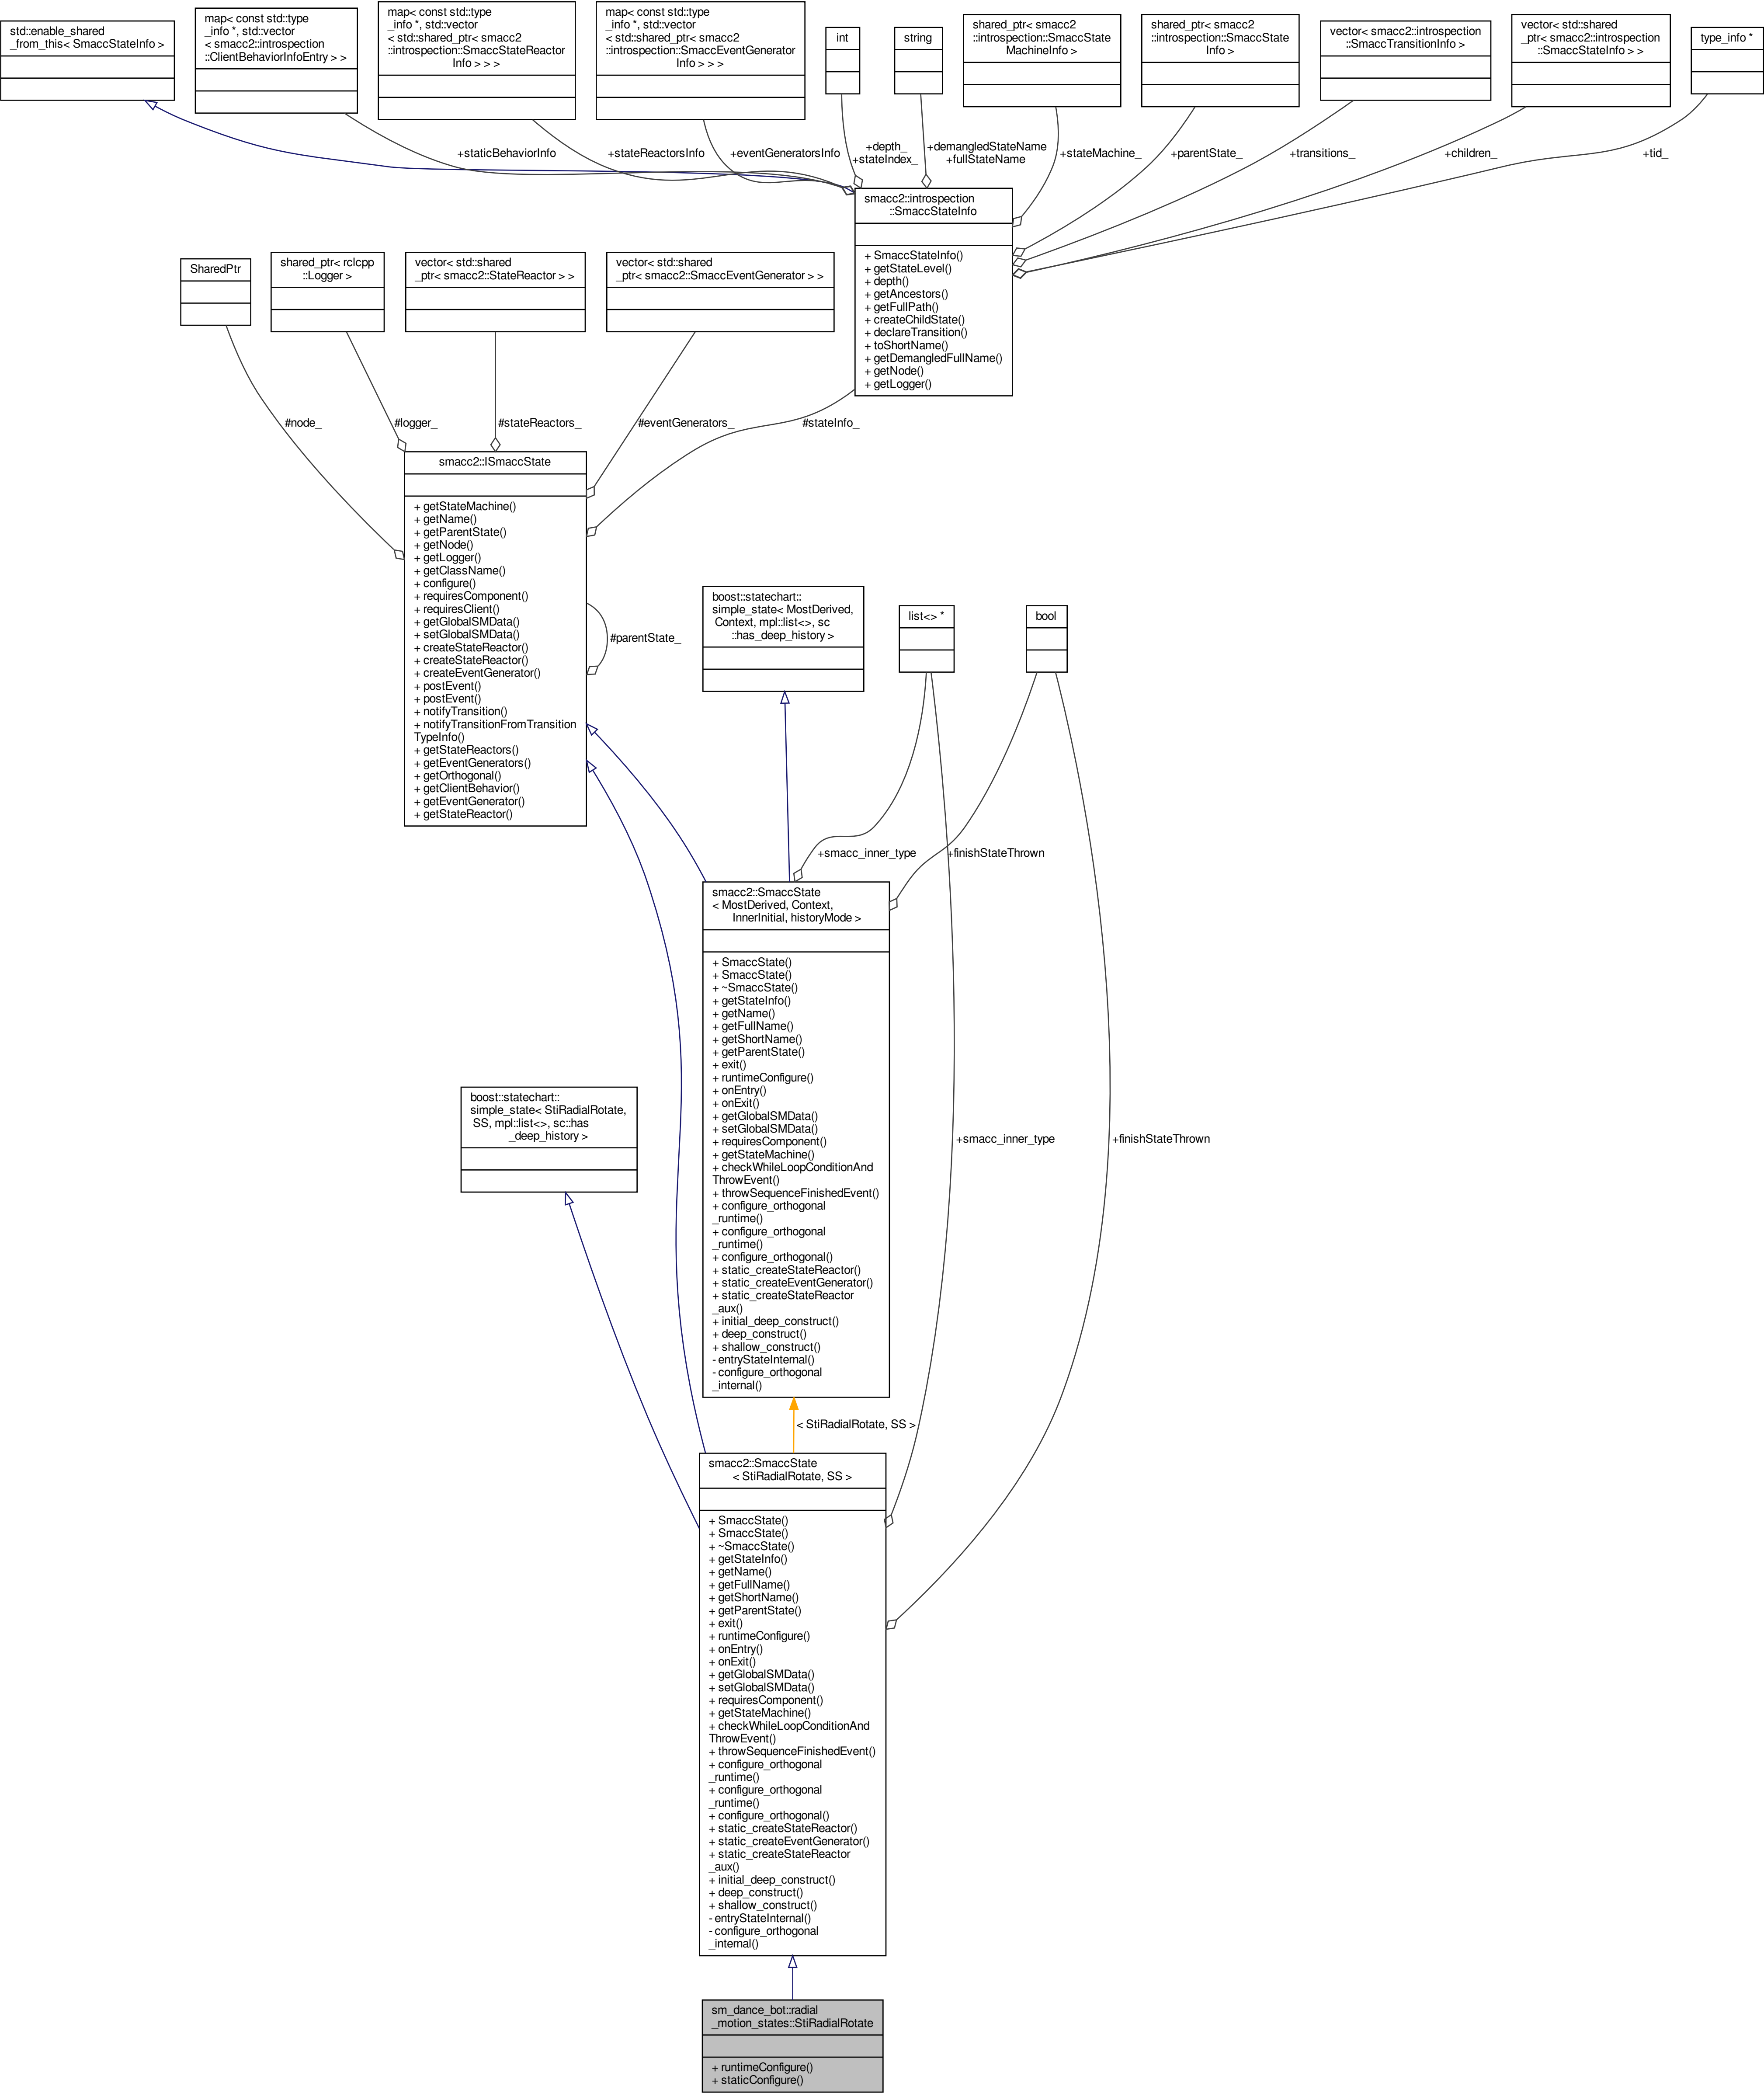 std::enable_shared
_from_this< SmaccStateInfo >
map< const std::type
_info *, std::vector
< smacc2::introspection
::ClientBehaviorInfoEntry > >
map< const std::type
_info *, std::vector
< std::shared_ptr< smacc2
::introspection::SmaccStateReactor
Info > > >
map< const std::type
_info *, std::vector
< std::shared_ptr< smacc2
::introspection::SmaccEventGenerator
Info > > >
int
string
shared_ptr< smacc2
::introspection::SmaccState
MachineInfo >
shared_ptr< smacc2
::introspection::SmaccState
Info >
vector< smacc2::introspection
::SmaccTransitionInfo >
vector< std::shared
_ptr< smacc2::introspection
::SmaccStateInfo > >
type_info *
+staticBehaviorInfo
+stateReactorsInfo
+eventGeneratorsInfo
+depth_
+stateIndex_
+demangledStateName
+fullStateName
+stateMachine_
+parentState_
+transitions_
+children_
+tid_
smacc2::introspection
::SmaccStateInfo
+ SmaccStateInfo()
+ getStateLevel()
+ depth()
+ getAncestors()
+ getFullPath()
+ createChildState()
+ declareTransition()
+ toShortName()
+ getDemangledFullName()
+ getNode()
+ getLogger()
SharedPtr
shared_ptr< rclcpp
::Logger >
vector< std::shared
_ptr< smacc2::StateReactor > >
vector< std::shared
_ptr< smacc2::SmaccEventGenerator > >
#node_
#logger_
#stateReactors_
#eventGenerators_
#stateInfo_
smacc2::ISmaccState
+ getStateMachine()
+ getName()
+ getParentState()
+ getNode()
+ getLogger()
+ getClassName()
+ configure()
+ requiresComponent()
+ requiresClient()
+ getGlobalSMData()
+ setGlobalSMData()
+ createStateReactor()
+ createStateReactor()
+ createEventGenerator()
+ postEvent()
+ postEvent()
+ notifyTransition()
+ notifyTransitionFromTransition
TypeInfo()
+ getStateReactors()
+ getEventGenerators()
+ getOrthogonal()
+ getClientBehavior()
+ getEventGenerator()
+ getStateReactor()
#parentState_
boost::statechart::
simple_state< MostDerived,
Context, mpl::list<>, sc
::has_deep_history >
list<> *
bool
+smacc_inner_type
+finishStateThrown
smacc2::SmaccState
< MostDerived, Context,
InnerInitial, historyMode >
+ SmaccState()
+ SmaccState()
+ ~SmaccState()
+ getStateInfo()
+ getName()
+ getFullName()
+ getShortName()
+ getParentState()
+ exit()
+ runtimeConfigure()
+ onEntry()
+ onExit()
+ getGlobalSMData()
+ setGlobalSMData()
+ requiresComponent()
+ getStateMachine()
+ checkWhileLoopConditionAnd
ThrowEvent()
+ throwSequenceFinishedEvent()
+ configure_orthogonal
_runtime()
+ configure_orthogonal
_runtime()
+ configure_orthogonal()
+ static_createStateReactor()
+ static_createEventGenerator()
+ static_createStateReactor
_aux()
+ initial_deep_construct()
+ deep_construct()
+ shallow_construct()
- entryStateInternal()
- configure_orthogonal
_internal()
boost::statechart::
simple_state< StiRadialRotate,
SS, mpl::list<>, sc::has
_deep_history >
+smacc_inner_type
+finishStateThrown
< StiRadialRotate, SS >
smacc2::SmaccState
< StiRadialRotate, SS >
+ SmaccState()
+ SmaccState()
+ ~SmaccState()
+ getStateInfo()
+ getName()
+ getFullName()
+ getShortName()
+ getParentState()
+ exit()
+ runtimeConfigure()
+ onEntry()
+ onExit()
+ getGlobalSMData()
+ setGlobalSMData()
+ requiresComponent()
+ getStateMachine()
+ checkWhileLoopConditionAnd
ThrowEvent()
+ throwSequenceFinishedEvent()
+ configure_orthogonal
_runtime()
+ configure_orthogonal
_runtime()
+ configure_orthogonal()
+ static_createStateReactor()
+ static_createEventGenerator()
+ static_createStateReactor
_aux()
+ initial_deep_construct()
+ deep_construct()
+ shallow_construct()
- entryStateInternal()
- configure_orthogonal
_internal()
sm_dance_bot::radial
_motion_states::StiRadialRotate
+ runtimeConfigure()
+ staticConfigure()